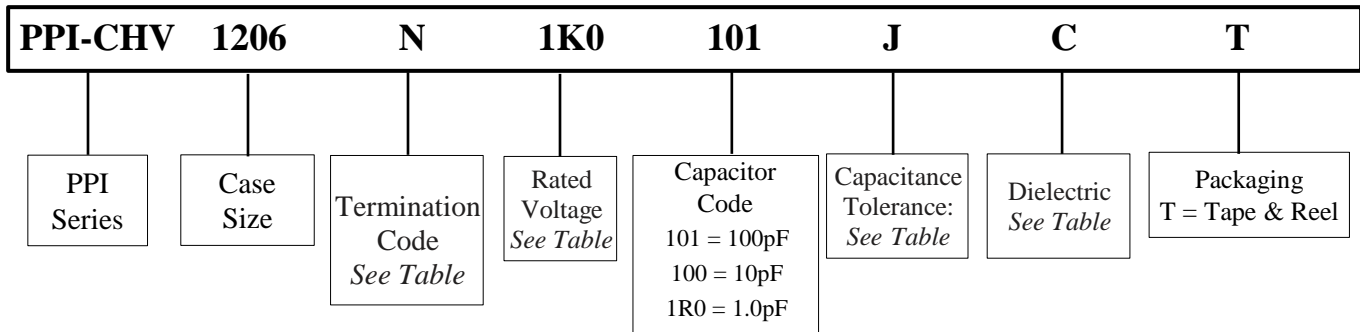 PPI-CHV 1206 N 1K0 101 J C T
PPI
Series
Case
Size
Termination
Code
See Table
Rated
Voltage
See Table
Capacitor
Code
101 = 100pF
100 = 10pF
1R0 = 1.0pF
Capacitance
Tolerance:
See Table
Dielectric
See Table
Packaging
T = Tape & Reel